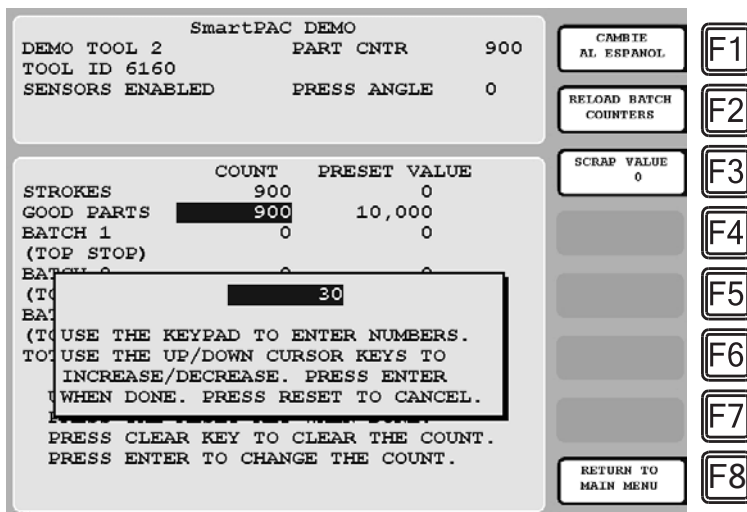 SmartPAC DEMO
DEMO TOOL 2 PART CNTR 900
TOOL ID 6160
SENSORS ENABLED PRESS ANGLE 0
COUNT PRESET VALUE
STROKES 900 0
GOOD PARTS 900 10,000
BATCH 1 0 0
(TOP STOP)
30
USE THE KEYPAD TO ENTER NUMBERS.
USE THE UP/DOWN CURSOR KEYS TO
INCREASE/DECREASE. PRESS ENTER
WHEN DONE. PRESS RESET TO CANCEL.
PRESS CLEAR KEY TO CLEAR THE COUNT.
PRESS ENTER TO CHANGE THE COUNT.
CAMBIE
AL ESPANOL
F1
RELOAD BATCH
COUNTERS
F2
SCRAP VALUE
0
F3
F4
F5
F6
F7
RETURN TO
MAIN MENU
F8